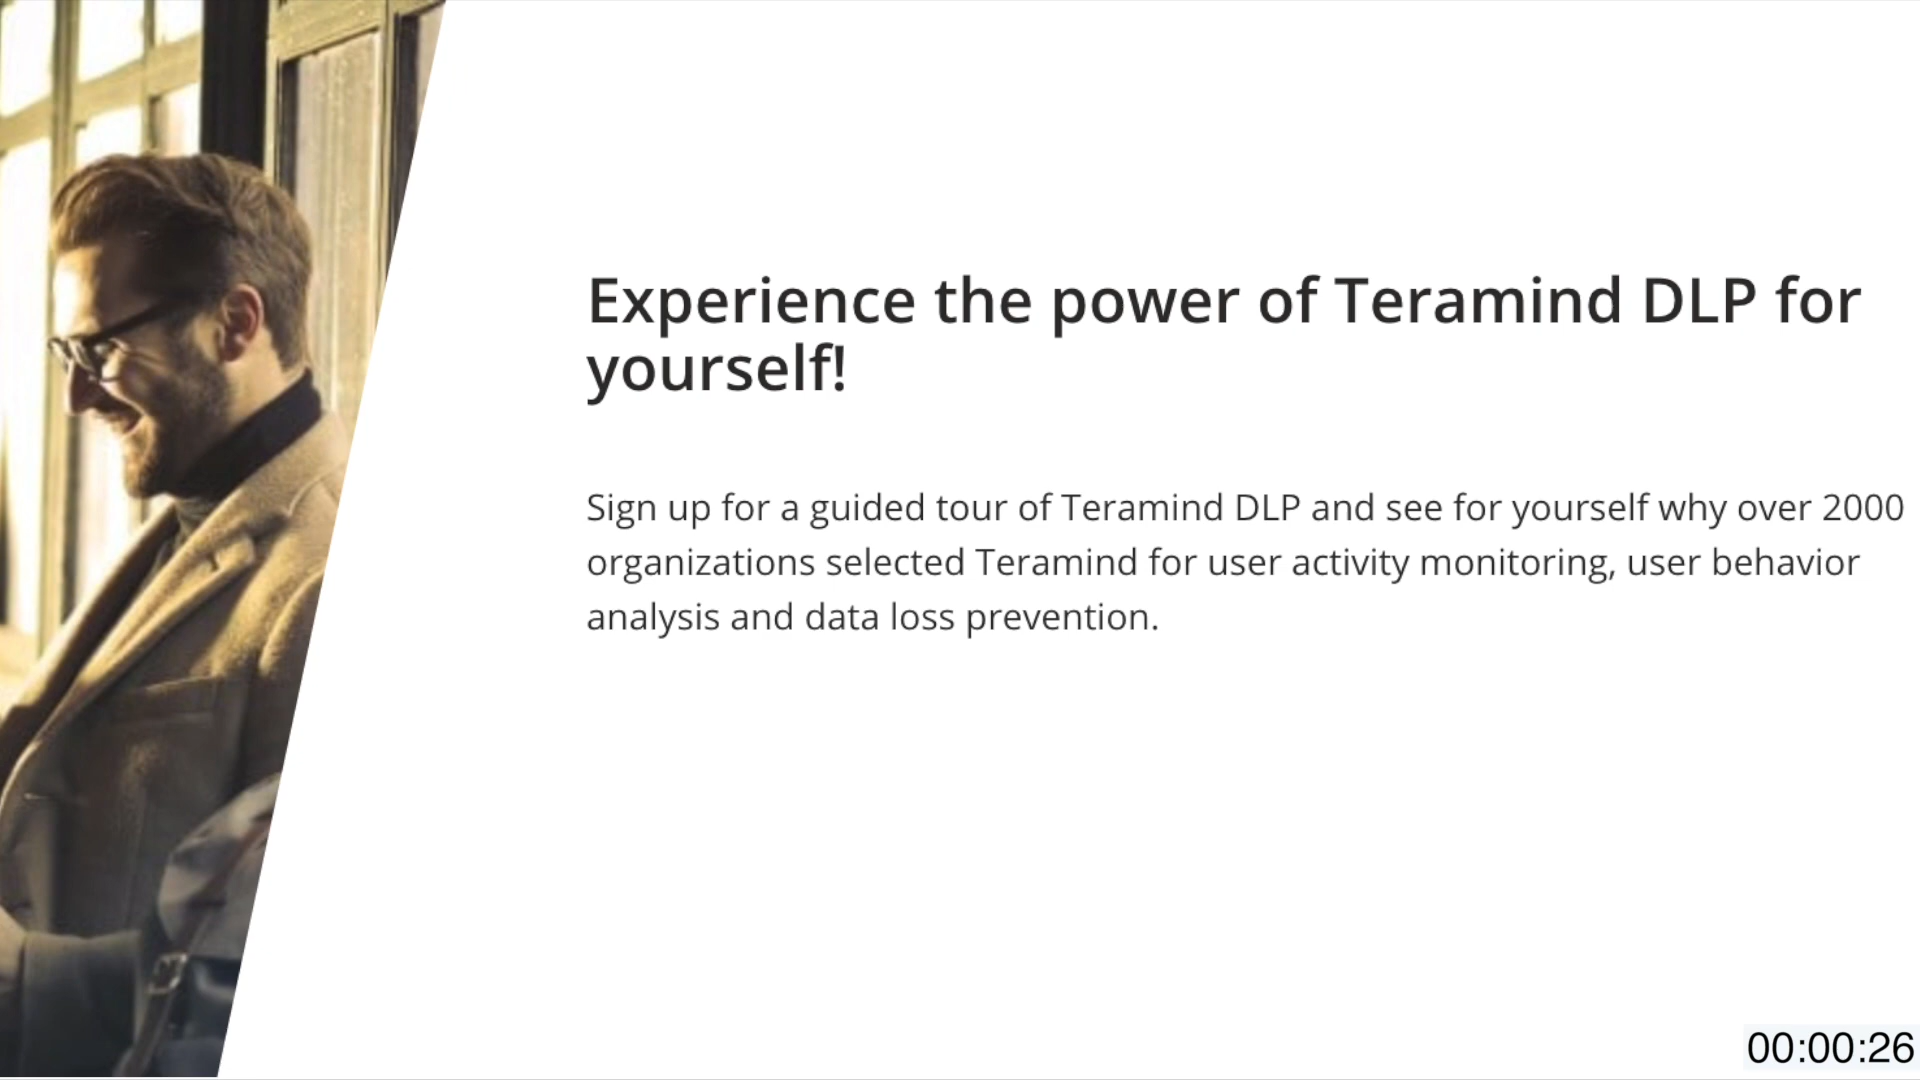 Experience the power of Teramind DLP for
yourself!
Sign up for a guided tour of Teramind DLP and see for yourself why over 2000
organizations selected Teramind for user activity monitoring, user behavior
analysis and data loss prevention.
00:00:26